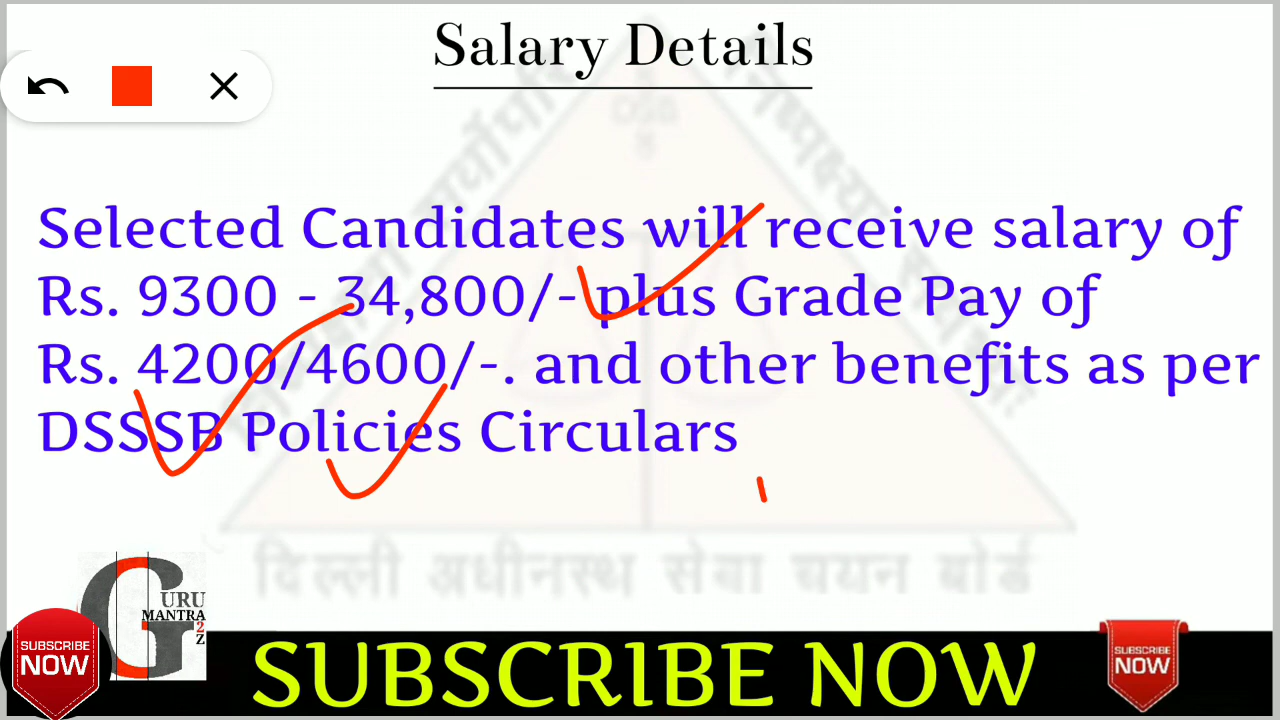 Salary Details
Selected Candidates will receive salary of
Rs. 9300 - 34,800/- plus Grade Pay of
Rs. 4200/4600/-. and other benefits as per
DSSSB Policies Circulars
दिल्ली अधीनस्थ सेवा चयन बोर्ड
GURU
MANTRA
2
Z
SUBSCRIBE
NOW
SUBSCRIBE NOW
SUBSCRIBE
NOW